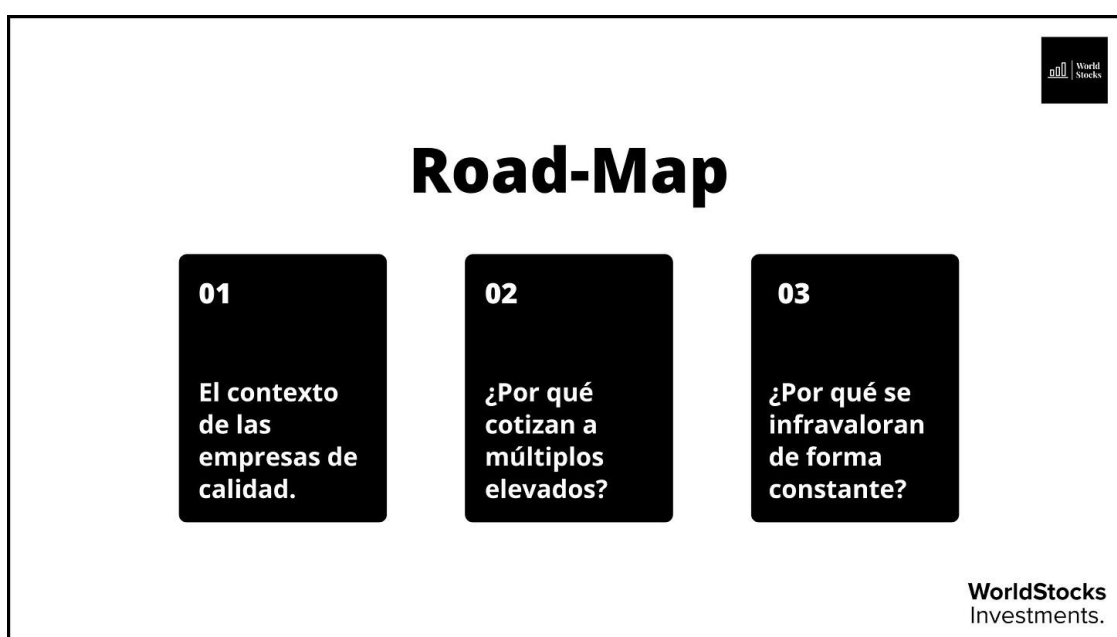 World
Stocks
Road-Map
01
El contexto
de las
empresas de
calidad.
02
¿Por qué
cotizan a
múltiplos
elevados?
03
¿Por qué se
infravaloran
de forma
constante?
WorldStocks
Investments.